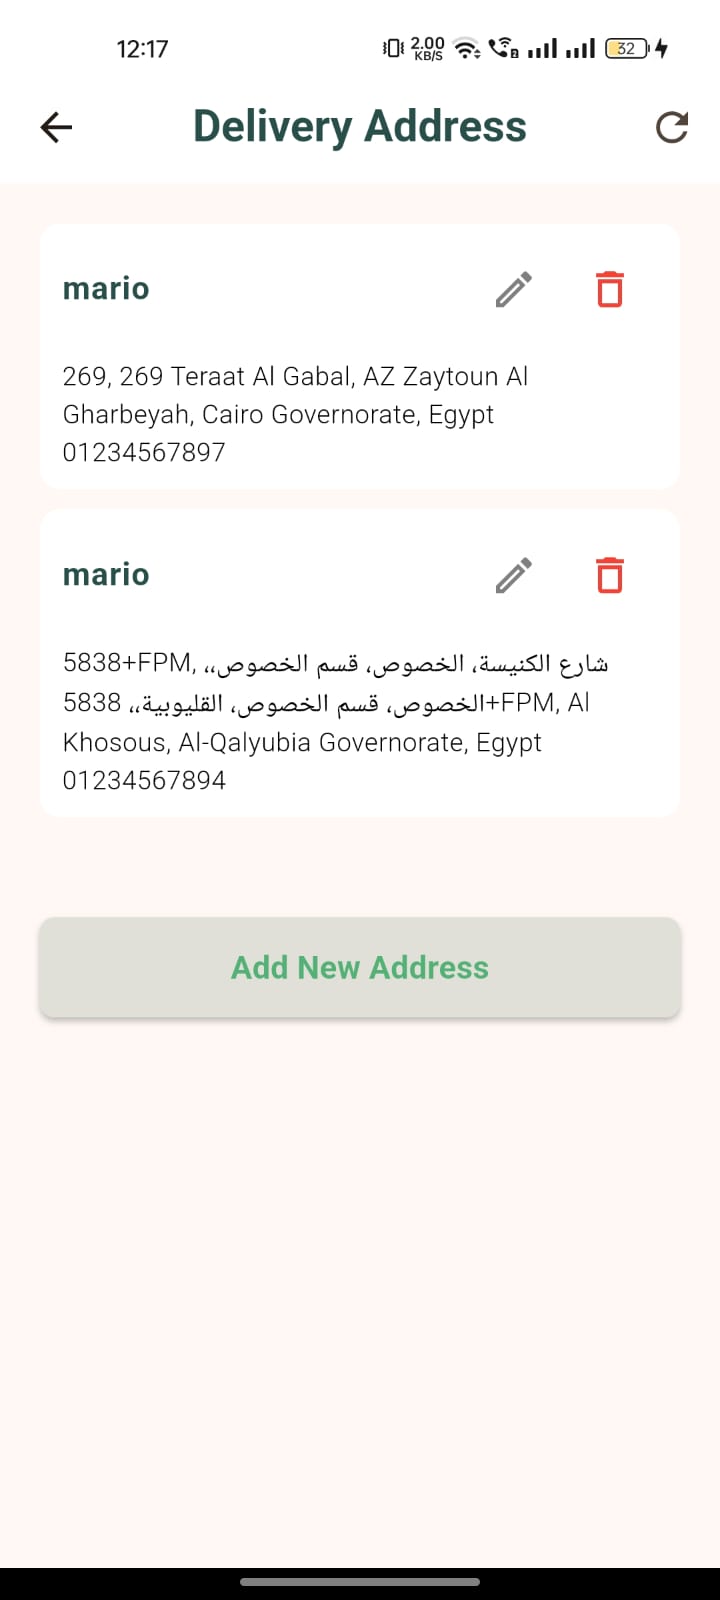 12:17
2.00 KB/S
32
Delivery Address
mario
269, 269 Teraat Al Gabal, AZ Zaytoun Al
Gharbeyah, Cairo Governorate, Egypt
01234567897
mario
5838+FPM, شارع الكنيسة، الخصوص، قسم الخصوص،،
الخصوص، قسم الخصوص، القليوبية،، 5838+FPM, Al
Khosous, Al-Qalyubia Governorate, Egypt
01234567894
Add New Address